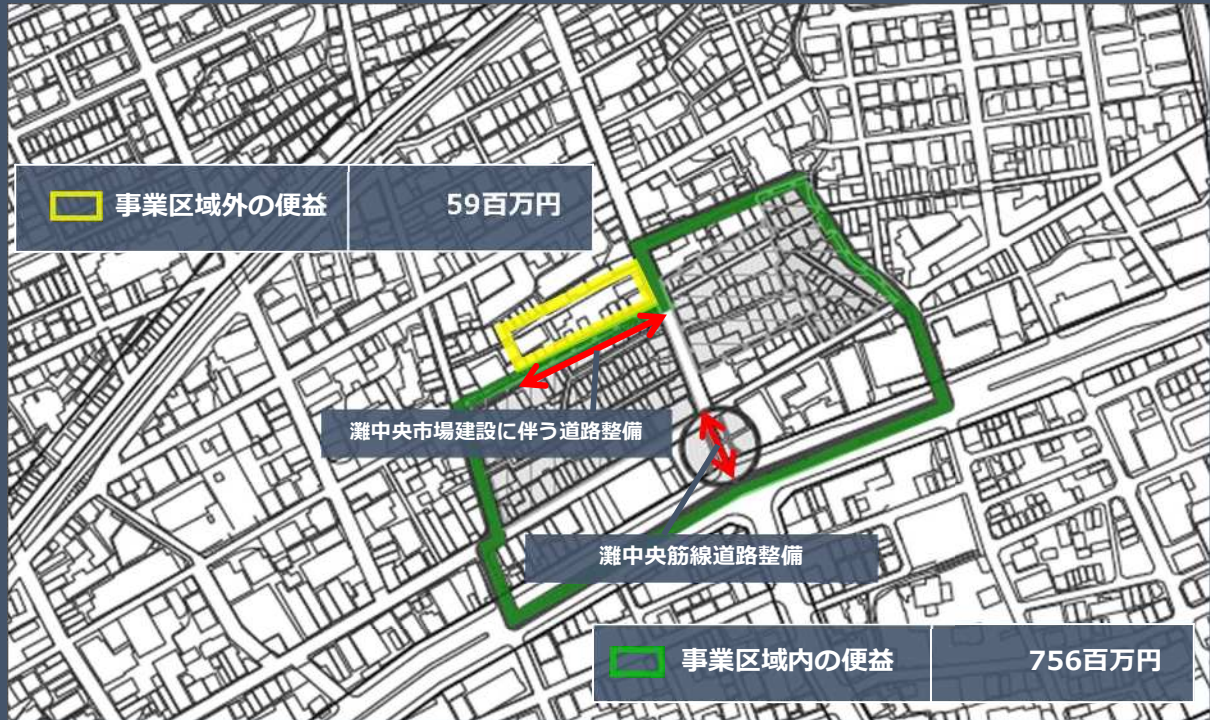 事業区域外の便益 59百万円
灘中央市場建設に伴う道路整備
灘中央筋線道路整備
事業区域内の便益 756百万円